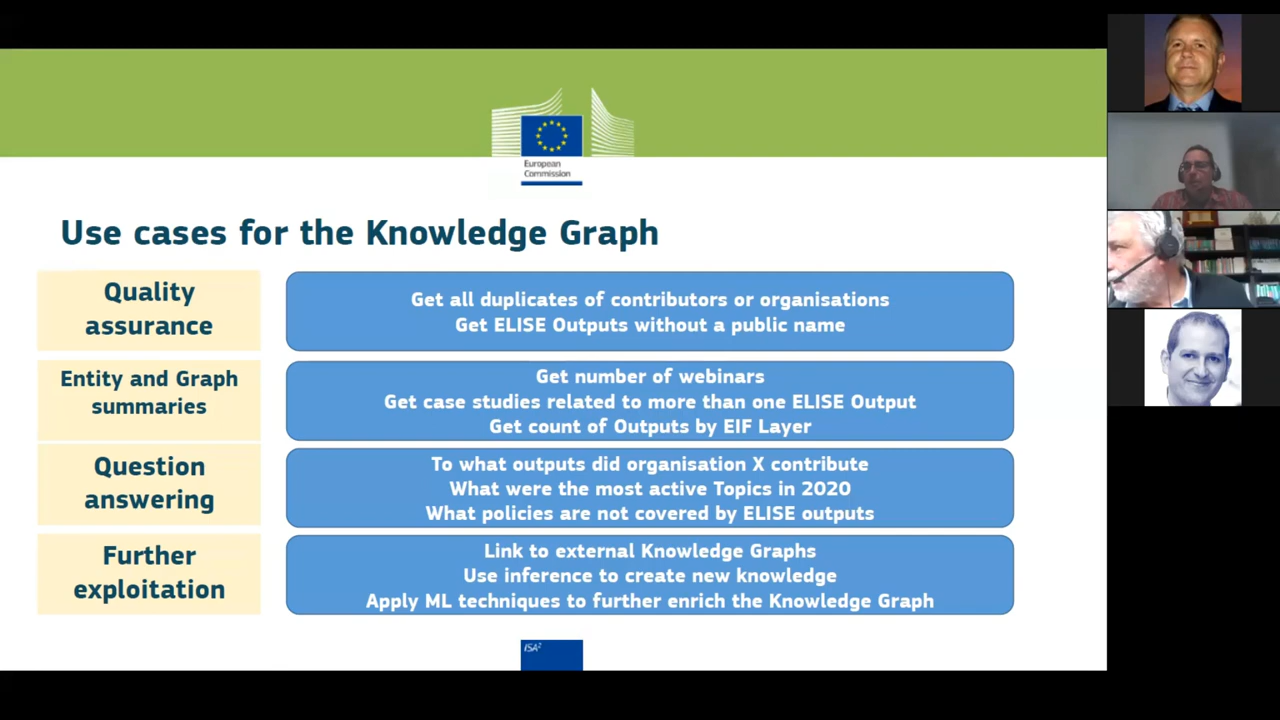 European
Commission
Use cases for the Knowledge Graph
Quality
assurance
Get all duplicates of contributors or organisations
Get ELISE Outputs without a public name
Entity and Graph
summaries
Get number of webinars
Get case studies related to more than one ELISE Output
Get count of Outputs by EIF Layer
Question
answering
To what outputs did organisation X contribute
What were the most active Topics in 2020
What policies are not covered by ELISE outputs
Further
exploitation
Link to external Knowledge Graphs
Use inference to create new knowledge
Apply ML techniques to further enrich the Knowledge Graph
ISA²